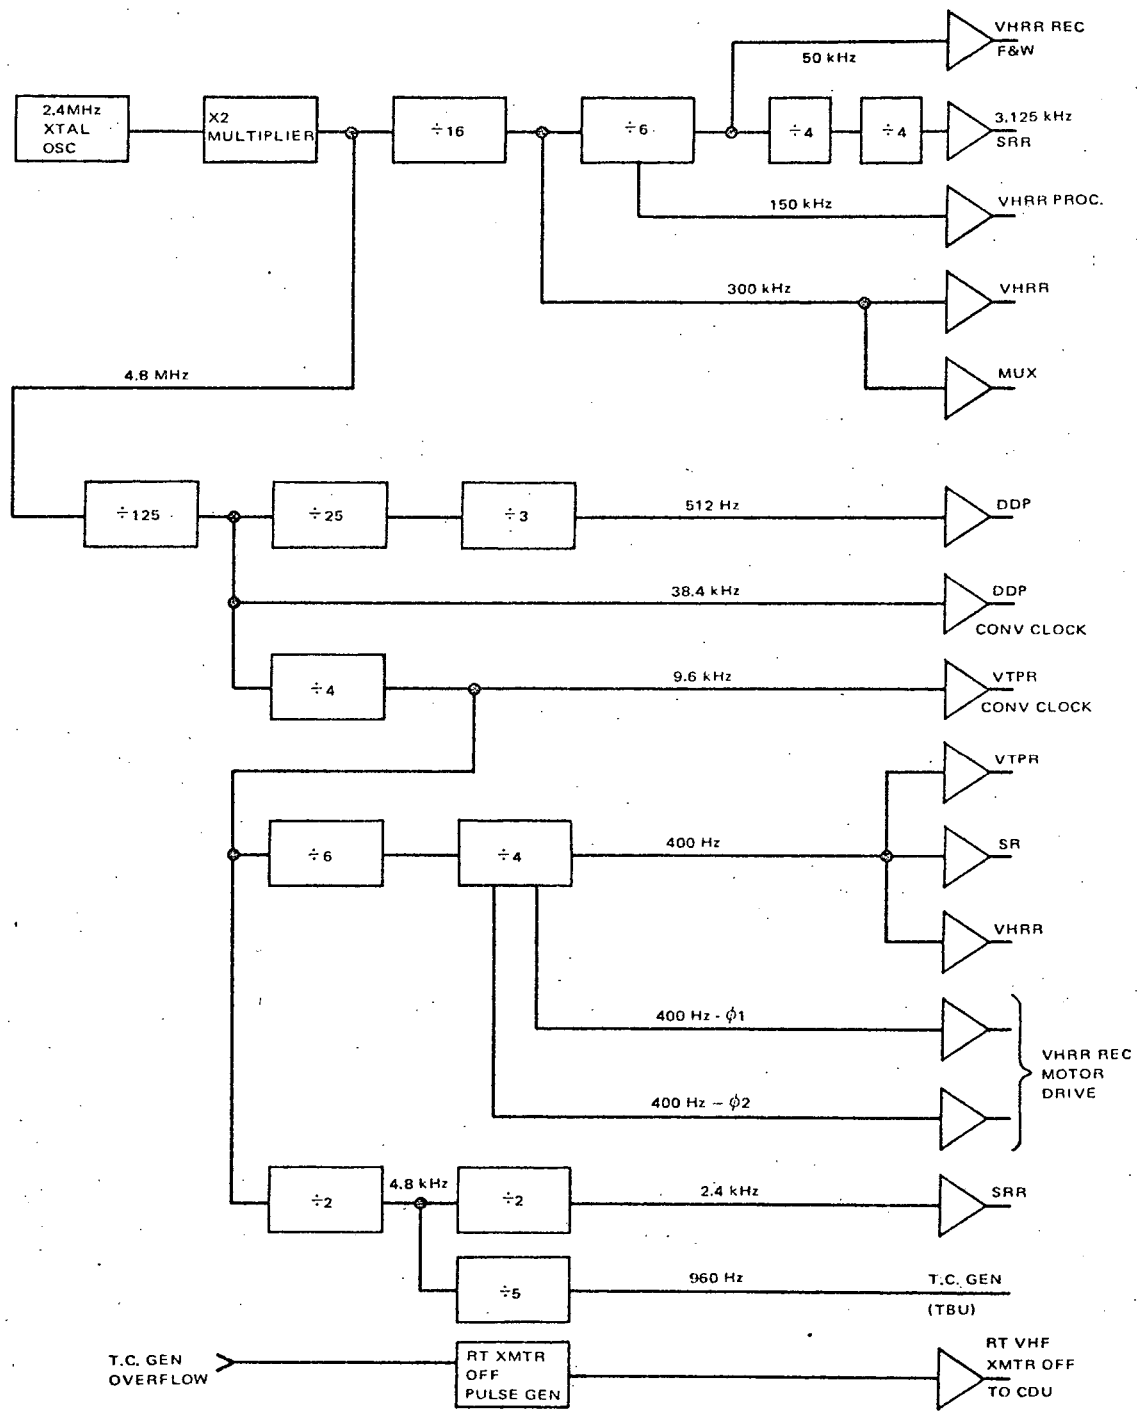 VHRR REC
F&W
50 kHz
2.4MHz
XTAL
OSC
X2
MULTIPLIER
÷16
÷6
÷4
÷4
3.125 kHz
SRR
150 kHz
VHRR PROC.
300 kHz
VHRR
MUX
4.8 MHz
÷125
÷25
÷3
512 Hz
DDP
38.4 kHz
DDP
CONV CLOCK
÷4
9.6 kHz
VTPR
CONV CLOCK
VTPR
÷6
÷4
400 Hz
SR
VHRR
400 Hz - ϕ1
VHRR REC
MOTOR
DRIVE
400 Hz – ϕ2
÷2
4.8 kHz
÷2
2.4 kHz
SRR
÷5
960 Hz
T.C. GEN
(TBU)
T.C. GEN
OVERFLOW
RT XMTR
OFF
PULSE GEN
RT VHF
XMTR OFF
TO CDU